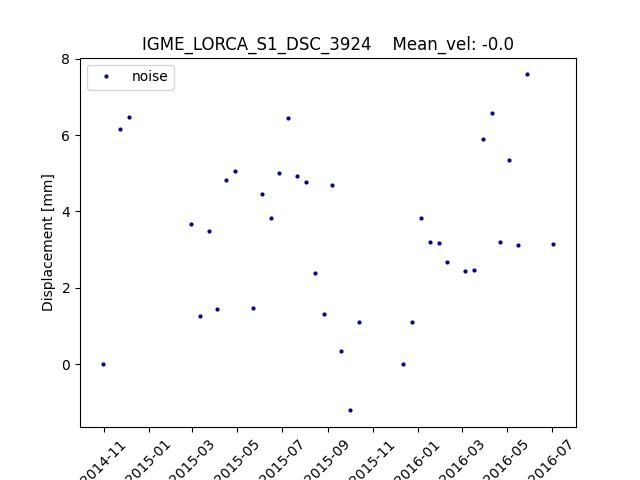 IGME_LORCA_S1_DSC_3924    Mean_vel: -0.0
noise
Displacement [mm]
8
6
4
2
0
2014-11 2015-01 2015-03 2015-05 2015-07 2015-09 2015-11 2016-01 2016-03 2016-05 2016-07